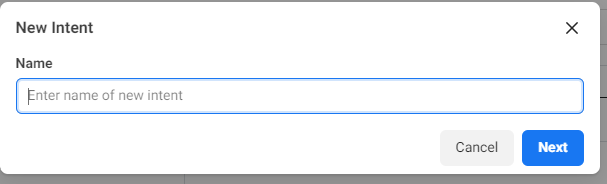 New Intent
Name
Enter name of new intent
Cancel Next